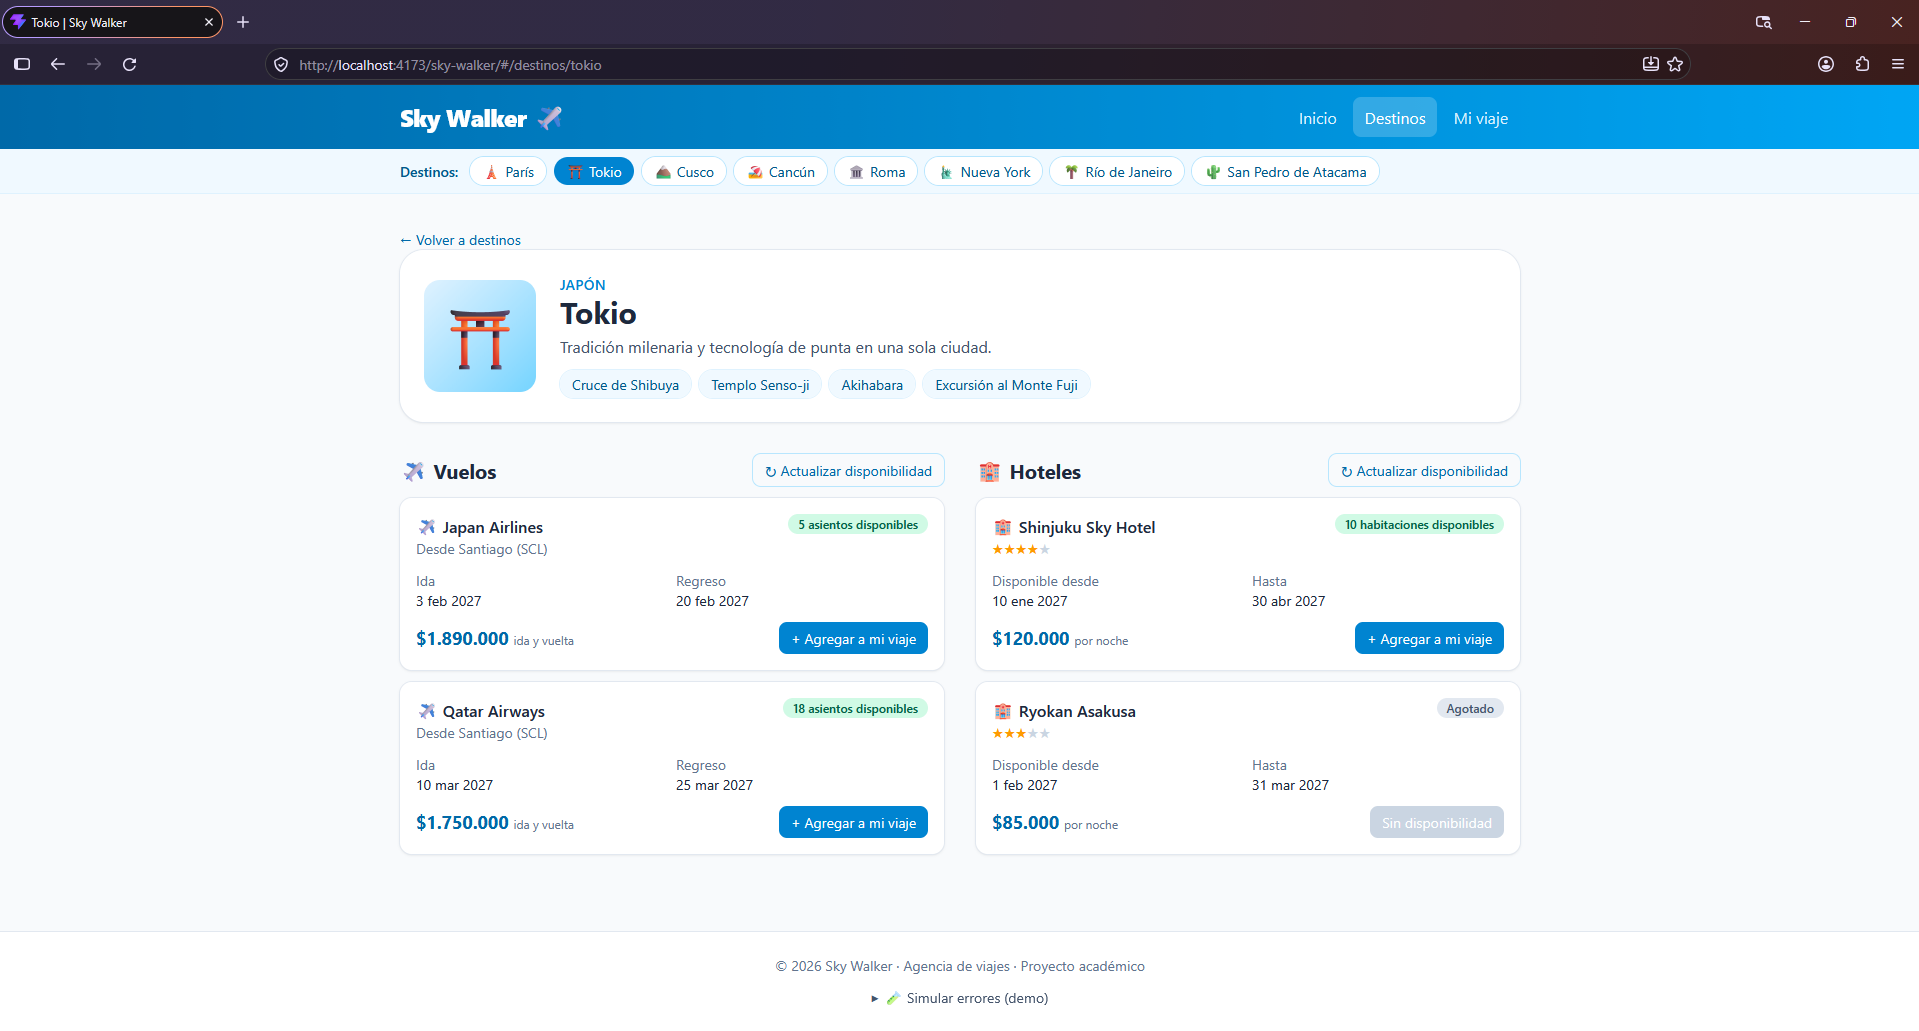 Tokio | Sky Walker
http://localhost:4173/sky-walker/#/destinos/tokio
Sky Walker
Inicio Destinos Mi viaje
Destinos: París Tokio Cusco Cancún Roma Nueva York Río de Janeiro San Pedro de Atacama
← Volver a destinos
JAPÓN
Tokio
Tradición milenaria y tecnología de punta en una sola ciudad.
Cruce de Shibuya Templo Senso-ji Akihabara Excursión al Monte Fuji
Vuelos
↻ Actualizar disponibilidad
Japan Airlines
5 asientos disponibles
Desde Santiago (SCL)
Ida Regreso
3 feb 2027 20 feb 2027
$1.890.000 ida y vuelta
+ Agregar a mi viaje
Qatar Airways
18 asientos disponibles
Desde Santiago (SCL)
Ida Regreso
10 mar 2027 25 mar 2027
$1.750.000 ida y vuelta
+ Agregar a mi viaje
Hoteles
↻ Actualizar disponibilidad
Shinjuku Sky Hotel
10 habitaciones disponibles
★★★★★
Disponible desde Hasta
10 ene 2027 30 abr 2027
$120.000 por noche
+ Agregar a mi viaje
Ryokan Asakusa
Agotado
★★★★★
Disponible desde Hasta
1 feb 2027 31 mar 2027
$85.000 por noche
Sin disponibilidad
© 2026 Sky Walker · Agencia de viajes · Proyecto académico
▸ Simular errores (demo)